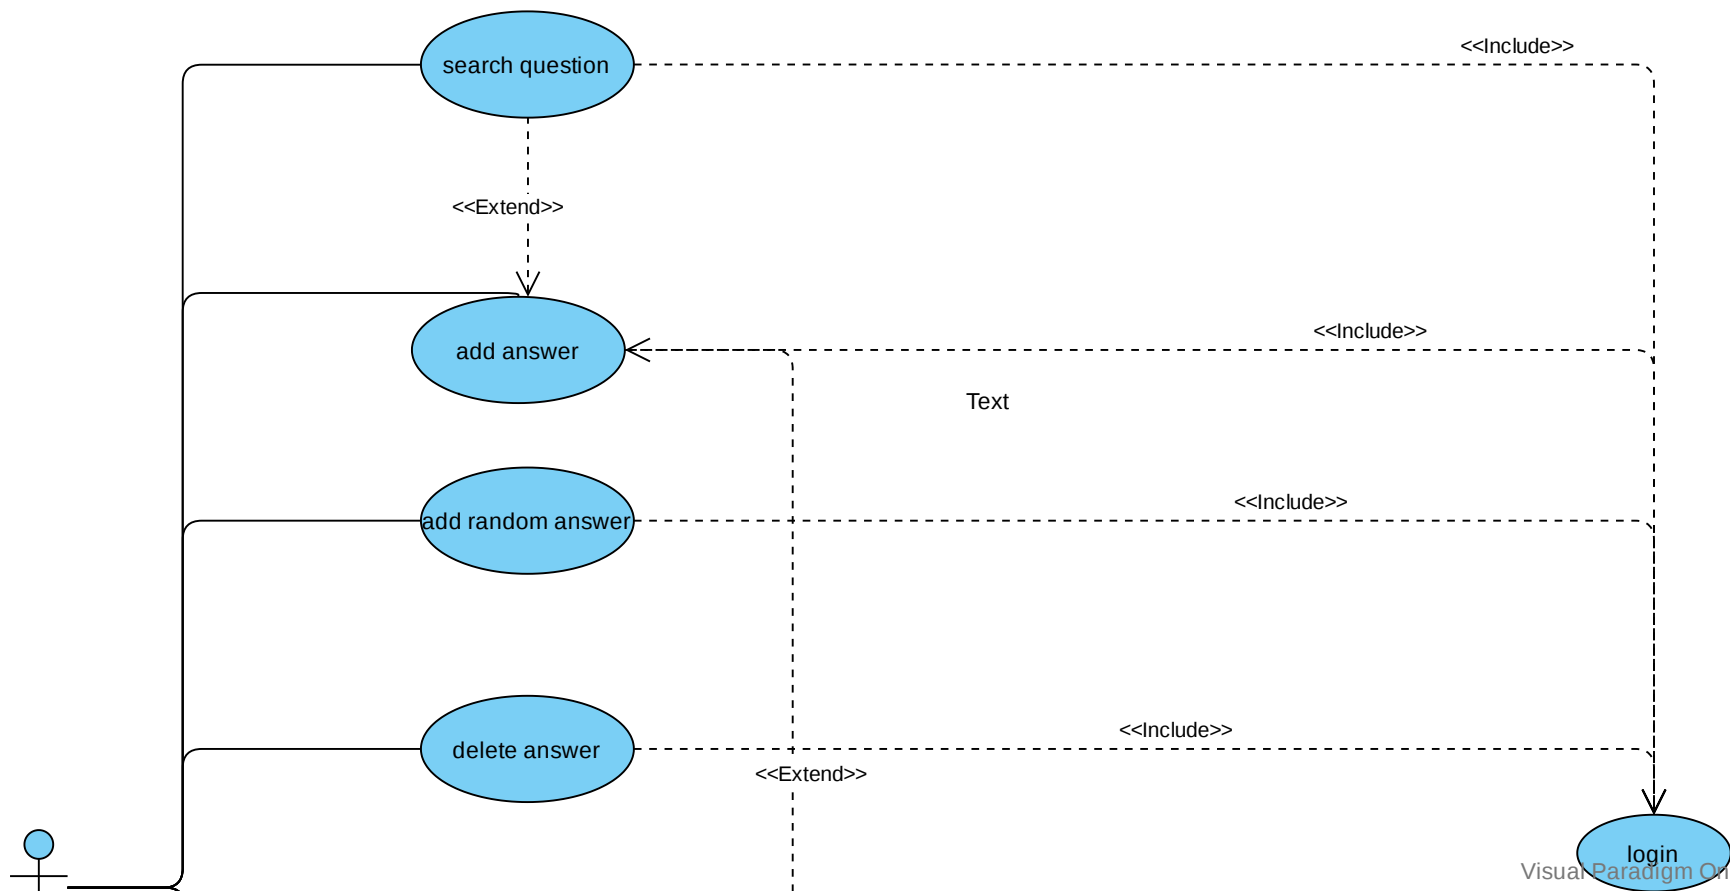 <<Include>>
search question
<<Extend>>
<<Include>>
add answer
Text
<<Include>>
add random answer
<<Include>>
delete answer
<<Extend>>
login
Visual Paradigm